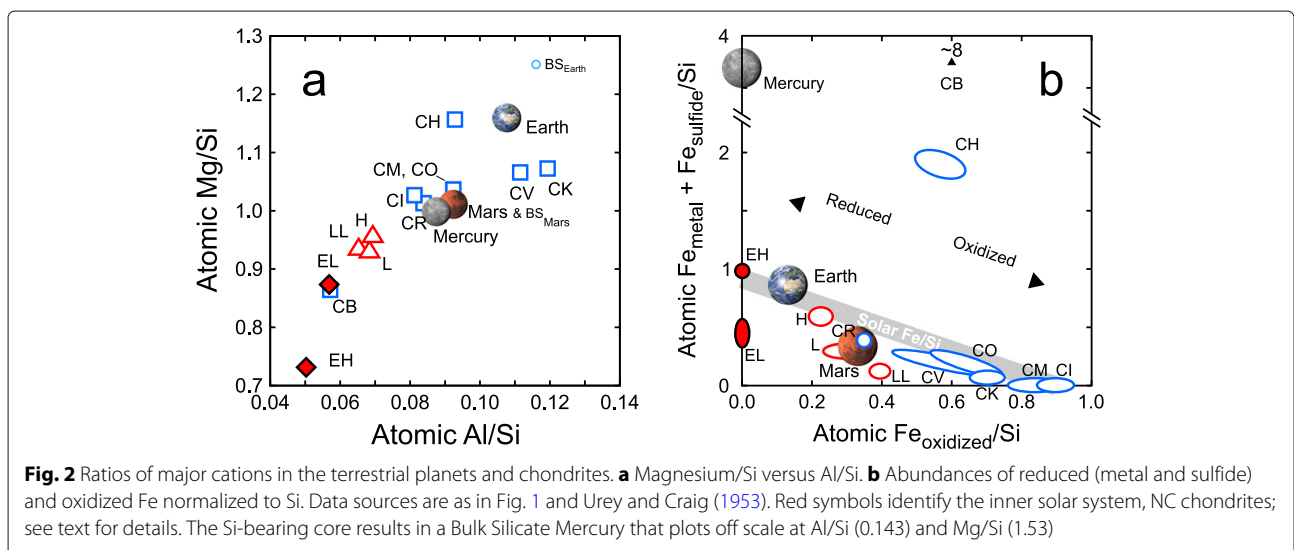 1.3
1.2
1.1
1.0
0.9
0.8
0.7
0.04
0.06
0.08
0.10
0.12
0.14
Atomic Mg/Si
Atomic Al/Si
a
BS_Earth
CH
Earth
CM, CO
CV
CK
CI
CR
Mars & BS_Mars
Mercury
H
LL
L
EL
CB
EH
4
2
1
0
0.0
0.2
0.4
0.6
0.8
1.0
Atomic Fe_metal + Fe_sulfide/Si
Atomic Fe_oxidized/Si
b
~8
CB
Mercury
CH
Reduced
Oxidized
EH
Earth
Solar Fe/Si
H
CR
EL
L
Mars
LL
CV
CO
CK
CM
CI
Fig. 2 Ratios of major cations in the terrestrial planets and chondrites. a Magnesium/Si versus Al/Si. b Abundances of reduced (metal and sulfide)
and oxidized Fe normalized to Si. Data sources are as in Fig. 1 and Urey and Craig (1953). Red symbols identify the inner solar system, NC chondrites;
see text for details. The Si-bearing core results in a Bulk Silicate Mercury that plots off scale at Al/Si (0.143) and Mg/Si (1.53)